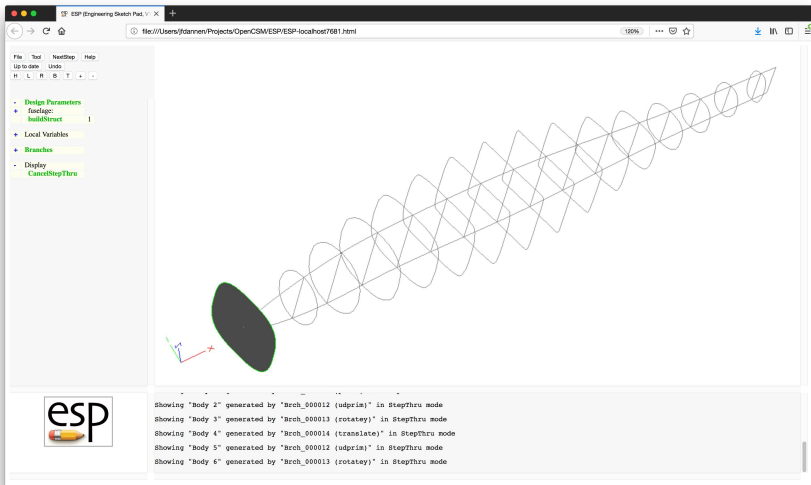 ESP (Engineering Sketch Pad, V
file:///Users/jfdannen/Projects/OpenCSM/ESP/ESP-localhost7681.html
120%
File Tool NextStep Help
Up to date Undo
H L R B T + -
- Design Parameters
+ fuselage:
buildStruct 1
+ Local Variables
+ Branches
- Display
CancelStepThru
X
esp
Showing "Body 2" generated by "Brch_000012 (udprim)" in StepThru mode
Showing "Body 3" generated by "Brch_000013 (rotatey)" in StepThru mode
Showing "Body 4" generated by "Brch_000014 (translate)" in StepThru mode
Showing "Body 5" generated by "Brch_000012 (udprim)" in StepThru mode
Showing "Body 6" generated by "Brch_000013 (rotatey)" in StepThru mode